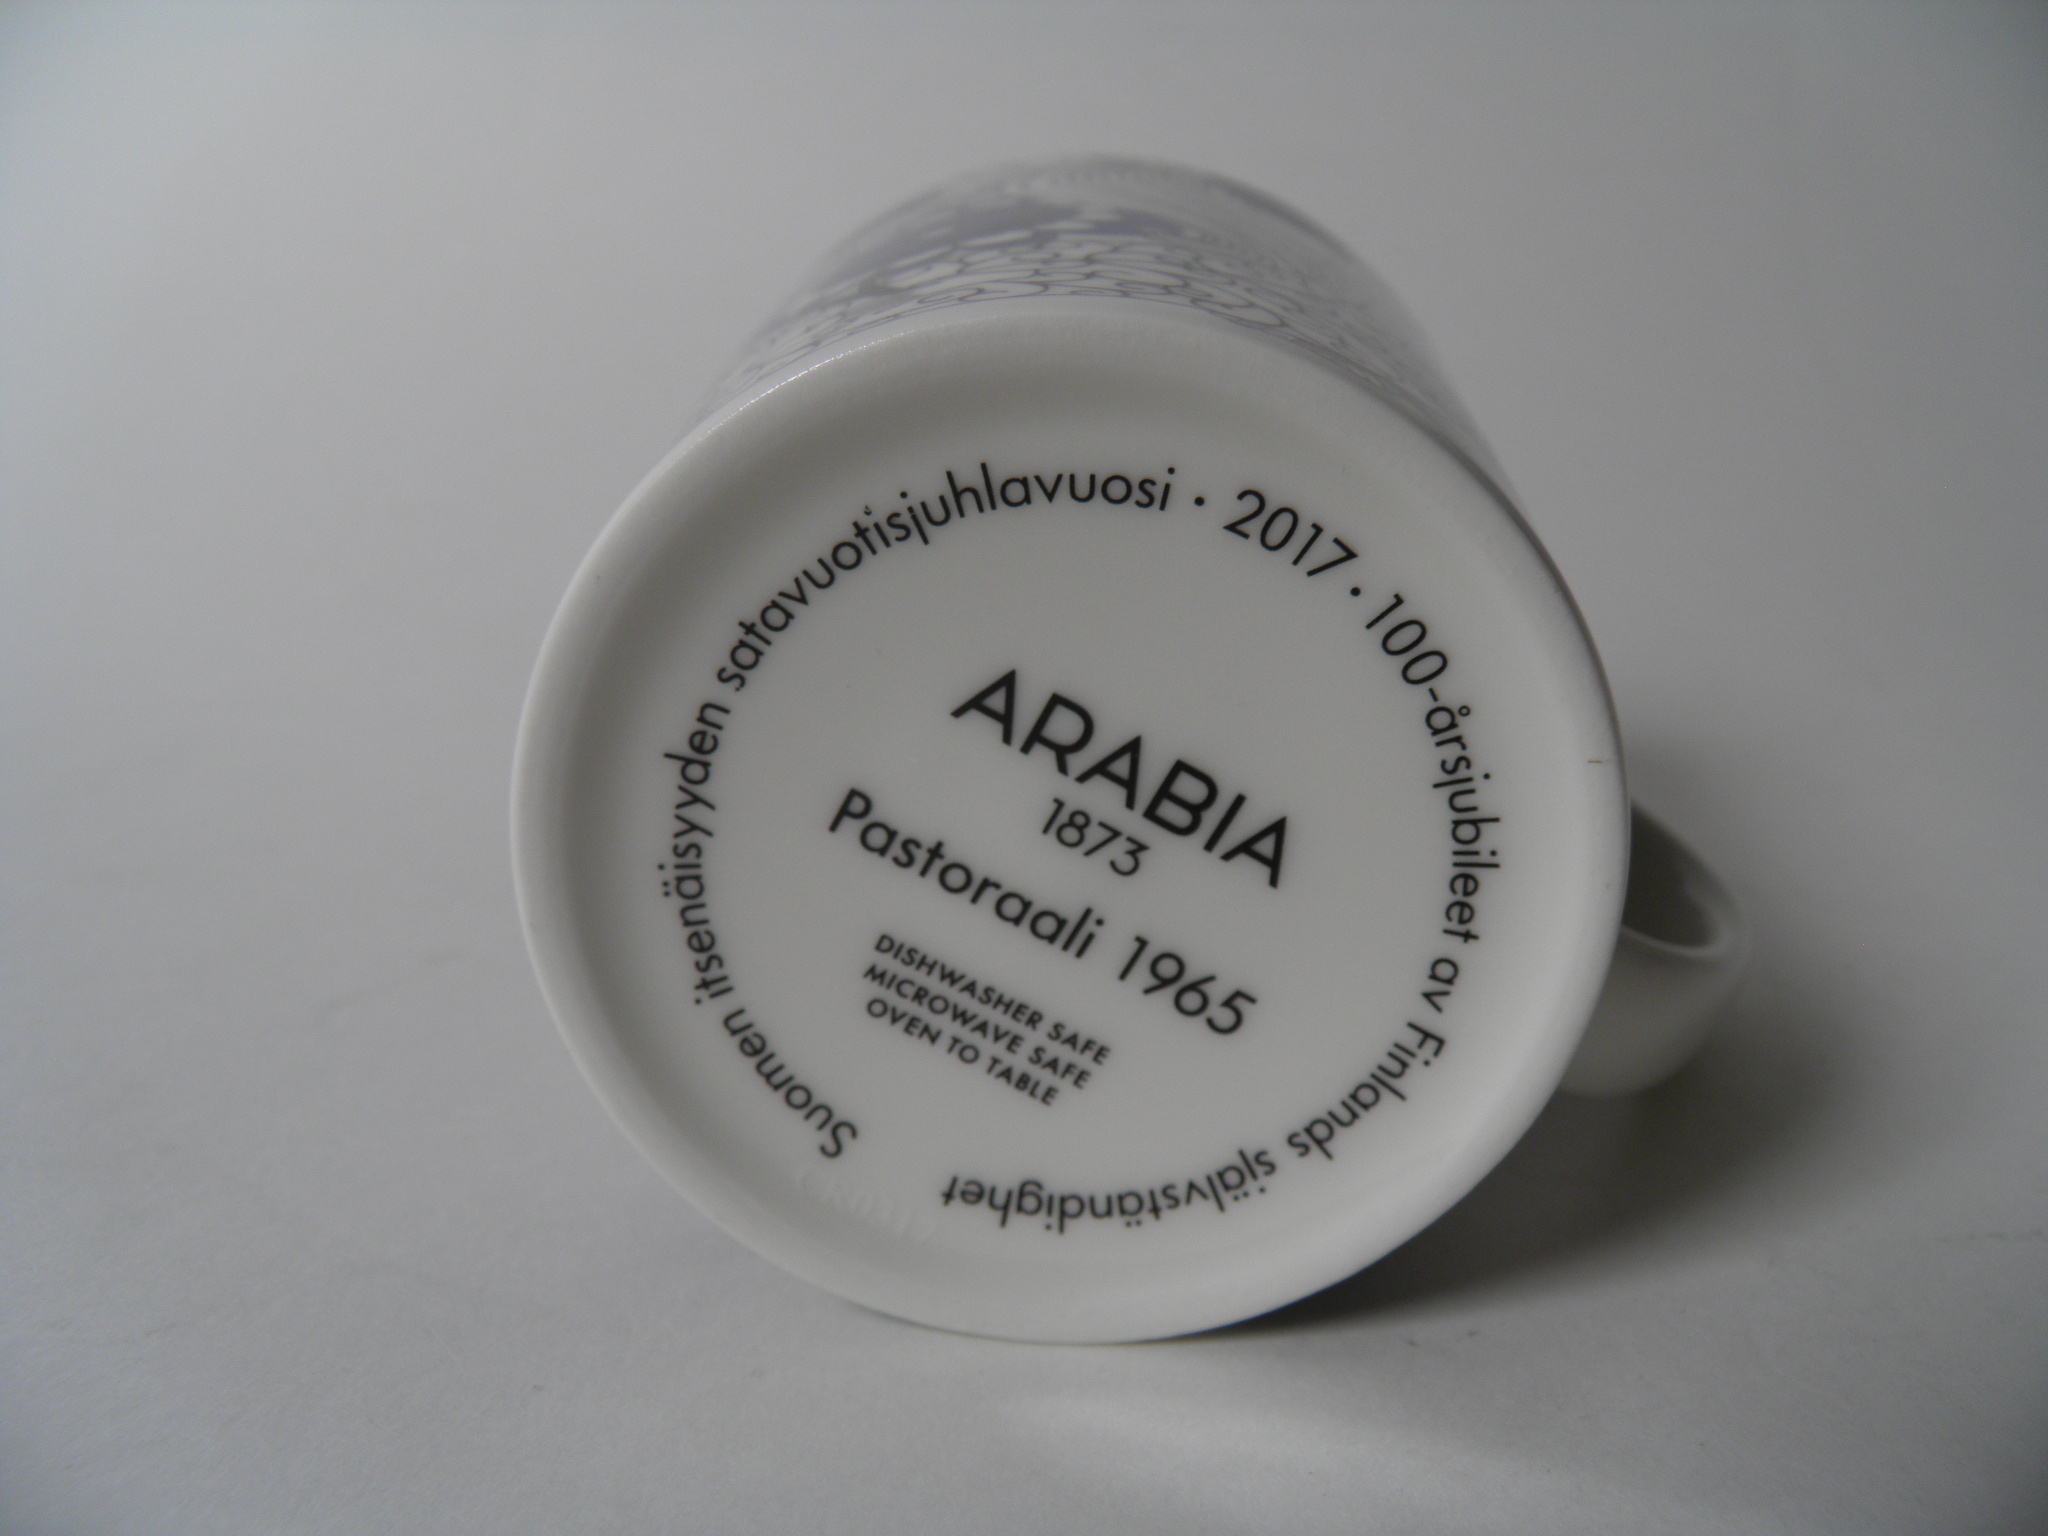 Suomen itsenäisyyden satavuotisjuhlavuosi · 2017 · 100-årsjubileet av Finlands självständighet
ARABIA
1873
Pastoraali 1965
DISHWASHER SAFE
MICROWAVE SAFE
OVEN TO TABLE